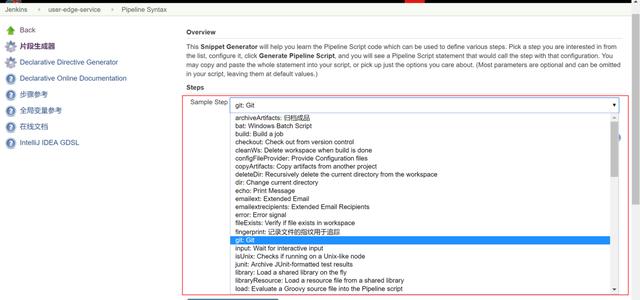 Jenkins › user-edge-service › Pipeline Syntax
Back
片段生成器
Declarative Directive Generator
Declarative Online Documentation
步骤参考
全局变量参考
在线文档
IntelliJ IDEA GDSL
Overview
This Snippet Generator will help you learn the Pipeline Script code which can be used to define various steps. Pick a step you are interested in from
the list, configure it, click Generate Pipeline Script, and you will see a Pipeline Script statement that would call the step with that configuration. You
may copy and paste the whole statement into your script, or pick up just the options you care about. (Most parameters are optional and can be omitted
in your script, leaving them at default values.)
Steps
Sample Step
git: Git
archiveArtifacts: 归档成品
bat: Windows Batch Script
build: Build a job
checkout: Check out from version control
cleanWs: Delete workspace when build is done
configFileProvider: Provide Configuration files
copyArtifacts: Copy artifacts from another project
deleteDir: Recursively delete the current directory from the workspace
dir: Change current directory
echo: Print Message
emailext: Extended Email
emailextrecipients: Extended Email Recipients
error: Error signal
fileExists: Verify if file exists in workspace
fingerprint: 记录文件的指纹用于追踪
git: Git
input: Wait for interactive input
isUnix: Checks if running on a Unix-like node
junit: Archive JUnit-formatted test results
library: Load a shared library on the fly
libraryResource: Load a resource file from a shared library
load: Evaluate a Groovy source file into the Pipeline script